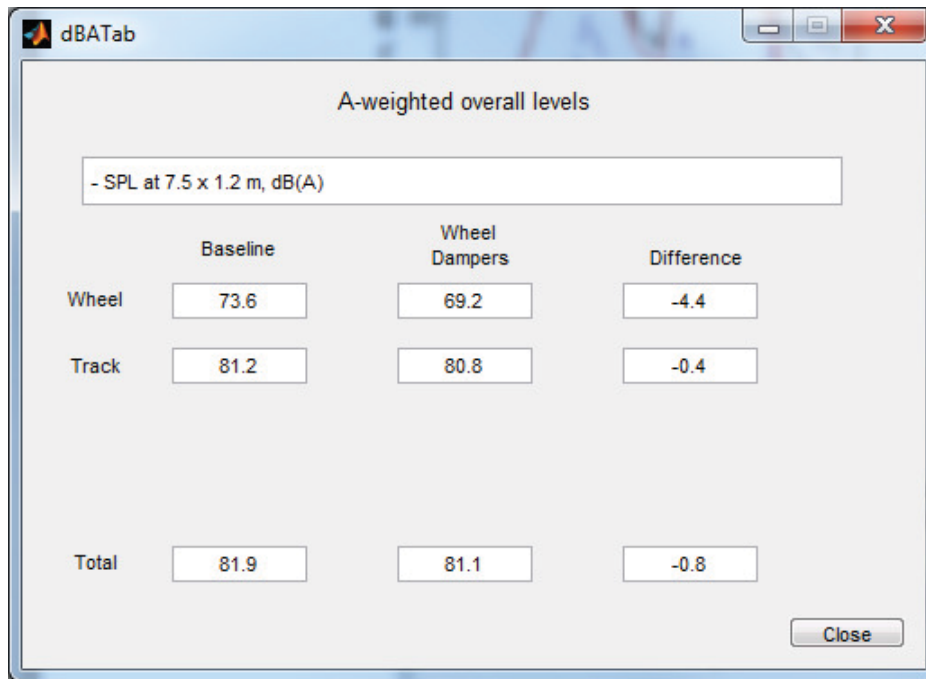 dBATab
A-weighted overall levels
- SPL at 7.5 x 1.2 m, dB(A)
Baseline Wheel Dampers Difference
Wheel 73.6 69.2 -4.4
Track 81.2 80.8 -0.4
Total 81.9 81.1 -0.8
Close